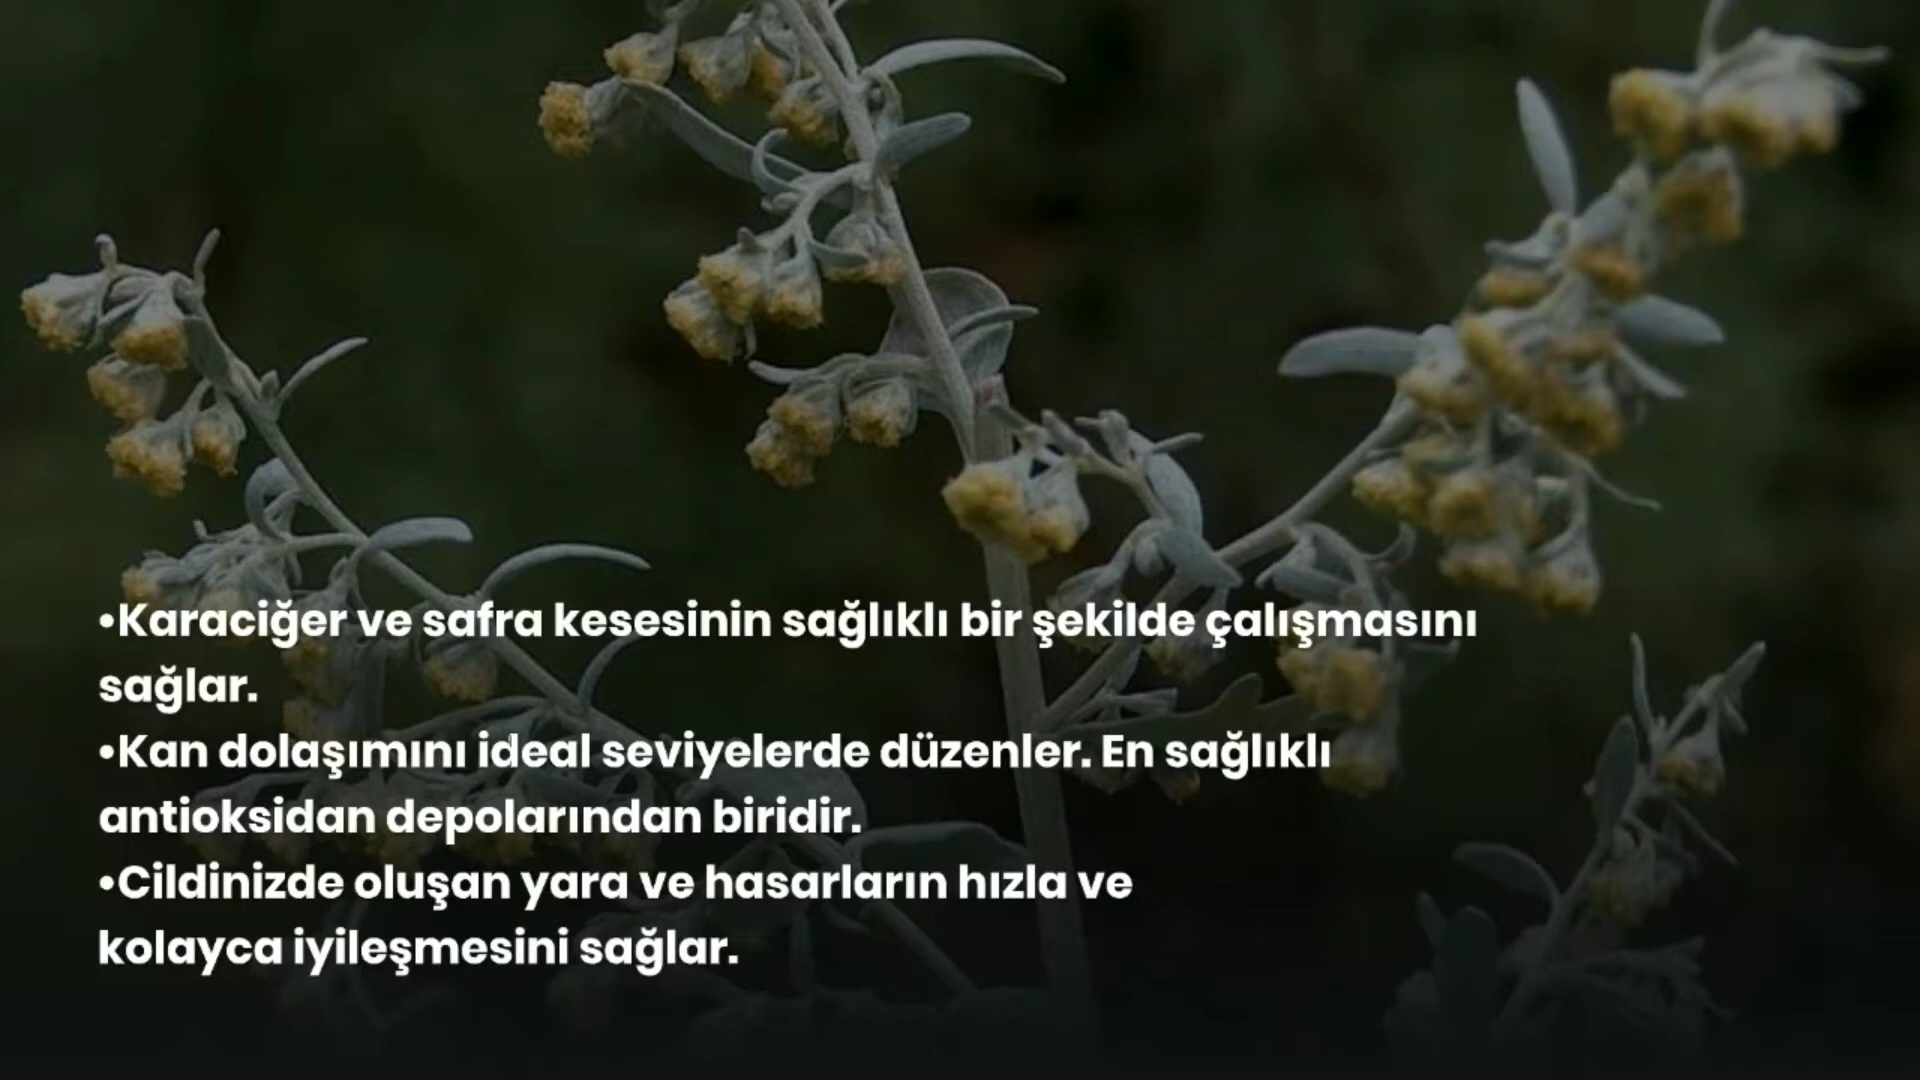 •Karaciğer ve safra kesesinin sağlıklı bir şekilde çalışmasını
sağlar.
•Kan dolaşımını ideal seviyelerde düzenler. En sağlıklı
antioksidan depolarından biridir.
•Cildinizde oluşan yara ve hasarların hızla ve
kolayca iyileşmesini sağlar.